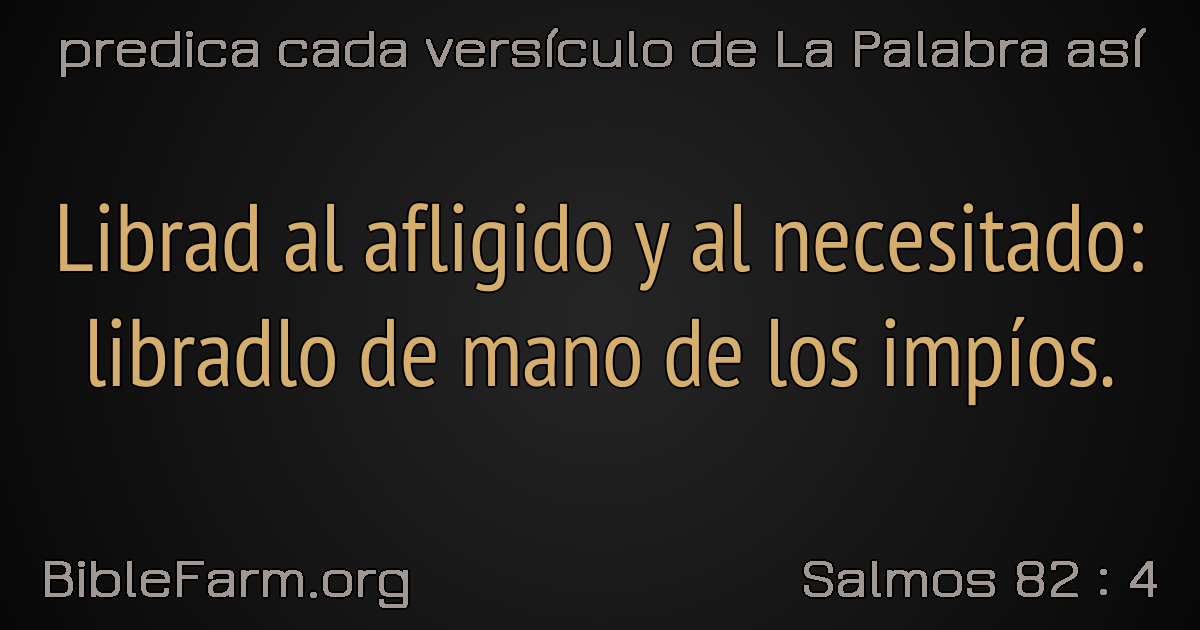 predica cada versículo de La Palabra así
Librad al afligido y al necesitado:
libradlo de mano de los impíos.
BibleFarm.org
Salmos 82 : 4